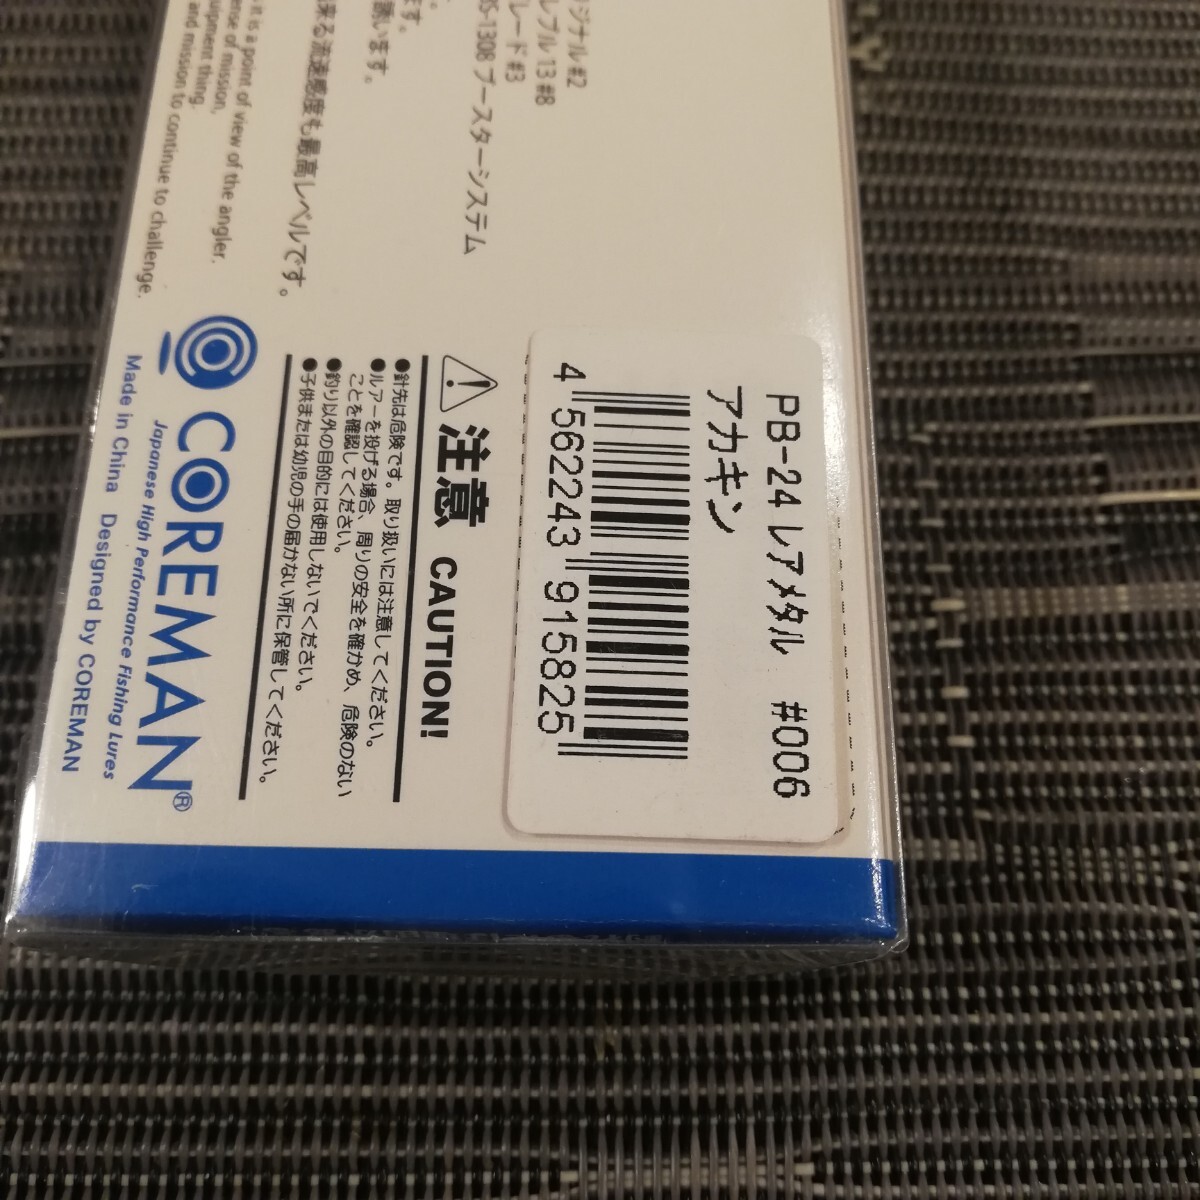 ジナル#2
レブル 13 #8
レード #3
S-1308 ブースターシステム
ます。
誘います。
来る流速感度も最高レベルです。
it is a point of view of the angler.
ense of mission,
uipment thing.
and mission to continue to challenge.
PB-24 レアメタル #006
アカキン
4 562243 915825
注意 CAUTION!
●針先は危険です。取り扱いには注意してください。
●ルアーを投げる場合、周りの安全を確かめ、危険のない
ことを確認してください。
●釣り以外の目的には使用しないでください。
●子供または幼児の手の届かない所に保管してください。
COREMAN®
Japanese High Performance Fishing Lures
Made in China Designed by COREMAN